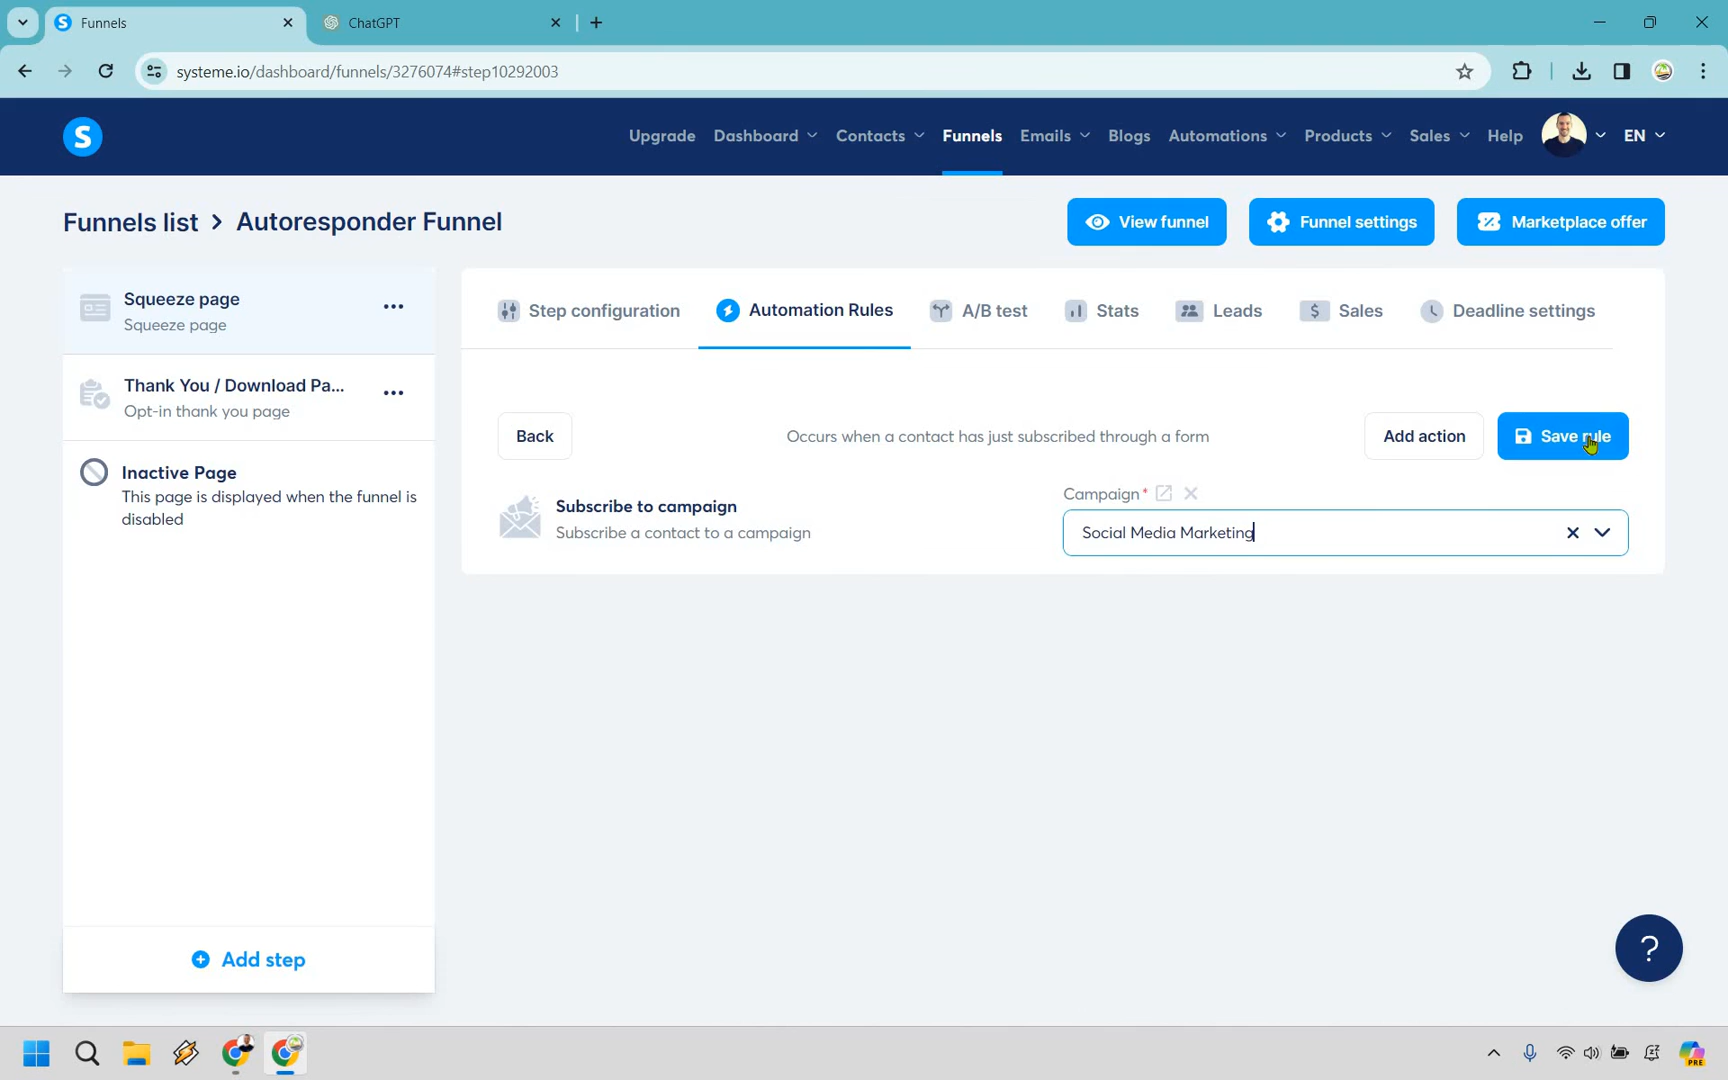 Funnels
ChatGPT
systeme.io/dashboard/funnels/3276074#step10292003
S
Upgrade Dashboard Contacts Funnels Emails Blogs Automations Products Sales Help EN
Funnels list > Autoresponder Funnel
View funnel Funnel settings Marketplace offer
Squeeze page
Squeeze page
Thank You / Download Pa...
Opt-in thank you page
Inactive Page
This page is displayed when the funnel is
disabled
Add step
Step configuration Automation Rules A/B test Stats Leads Sales Deadline settings
Back Occurs when a contact has just subscribed through a form Add action Save rule
Subscribe to campaign
Subscribe a contact to a campaign
Campaign *
Social Media Marketing
?
PRE